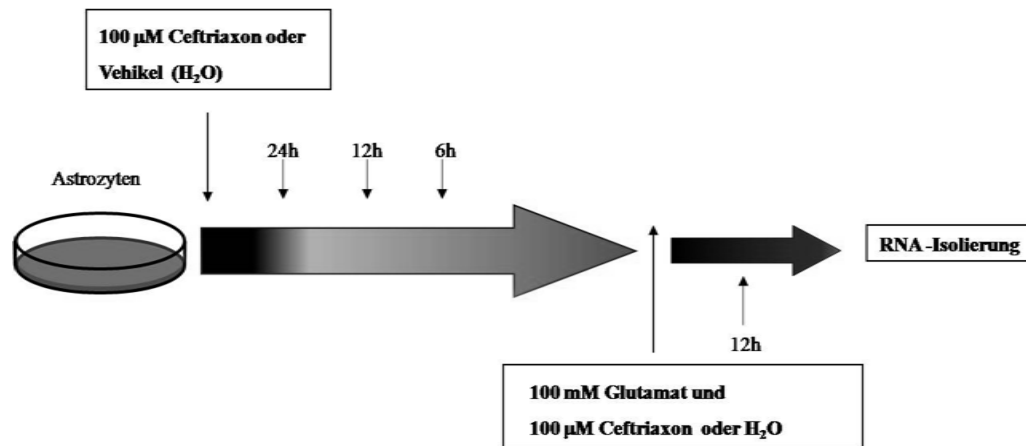 100 µM Ceftriaxon oder
Vehikel (H₂O)
24h
12h
6h
Astrozyten
RNA-Isolierung
12h
100 mM Glutamat und
100 µM Ceftriaxon oder H₂O